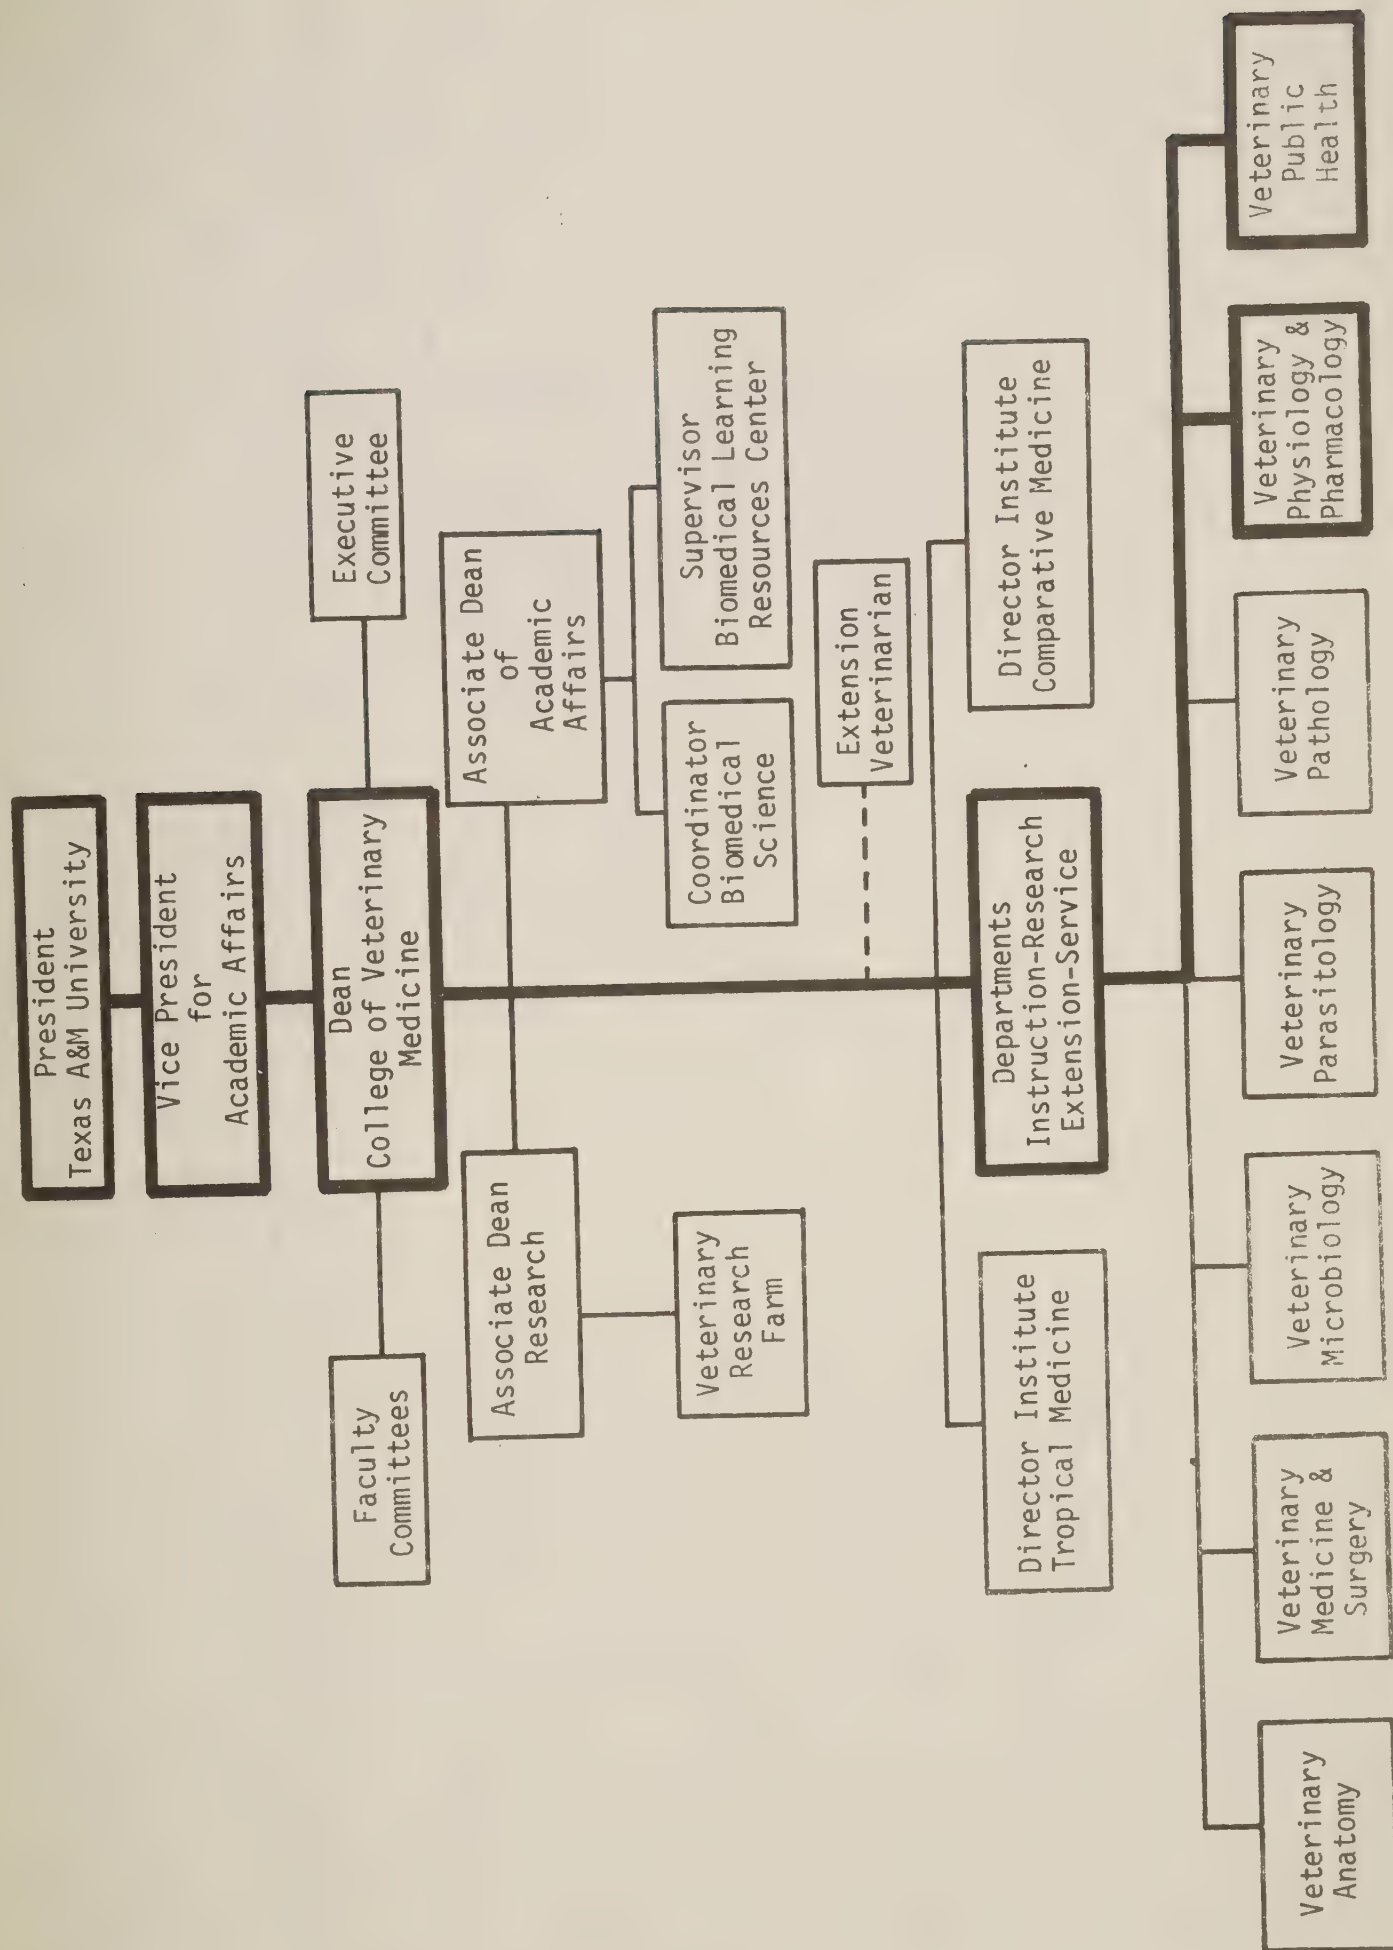 President
Texas A&M University
Vice President
for
Academic Affairs
Dean
College of Veterinary
Medicine
Faculty
Committees
Executive
Committee
Associate Dean
Research
Associate Dean
of
Academic
Affairs
Veterinary
Research
Farm
Coordinator
Biomedical
Science
Supervisor
Biomedical Learning
Resources Center
Extension
Veterinarian
Director Institute
Tropical Medicine
Departments
Instruction-Research
Extension-Service
Director Institute
Comparative Medicine
Veterinary
Anatomy
Veterinary
Medicine &
Surgery
Veterinary
Microbiology
Veterinary
Parasitology
Veterinary
Pathology
Veterinary
Physiology &
Pharmacology
Veterinary
Public
Health